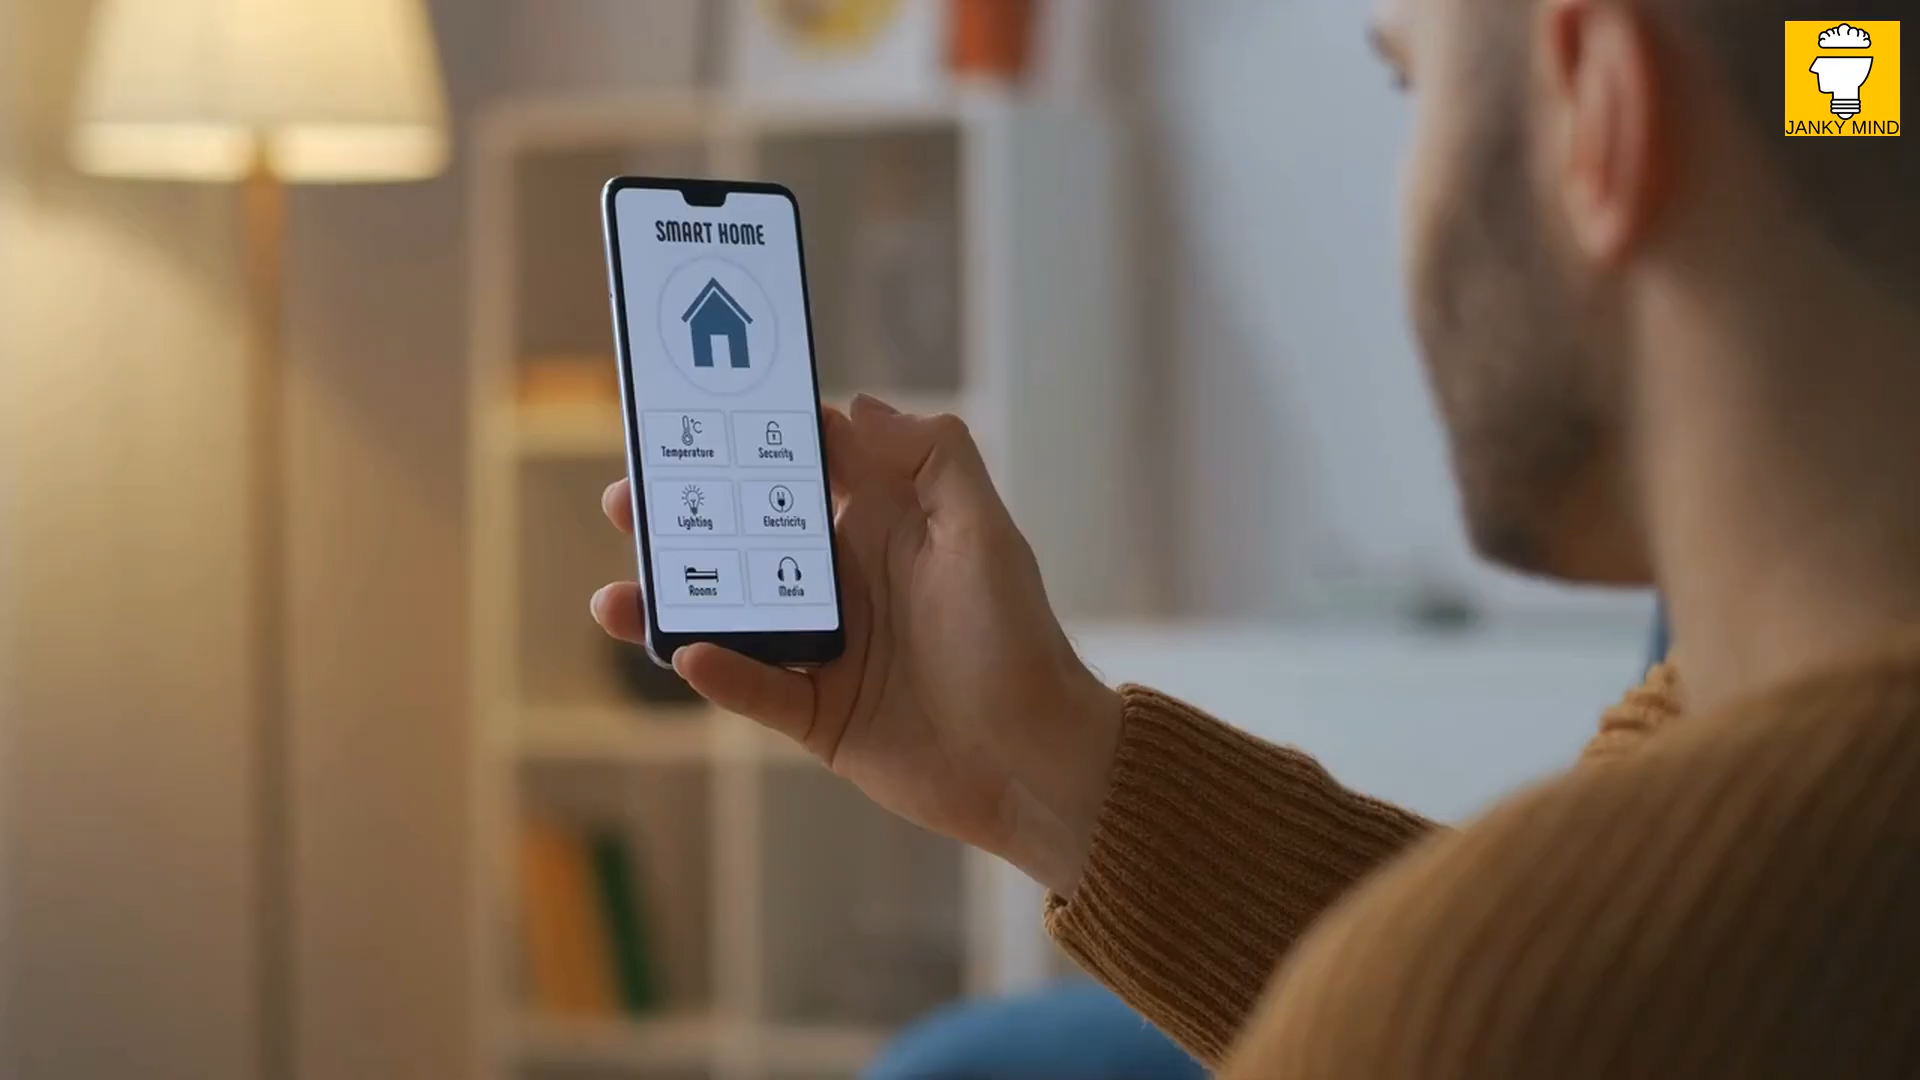 JANKY MIND
SMART HOME
°C
Temperature
Security
Lighting
Electricity
Rooms
Media